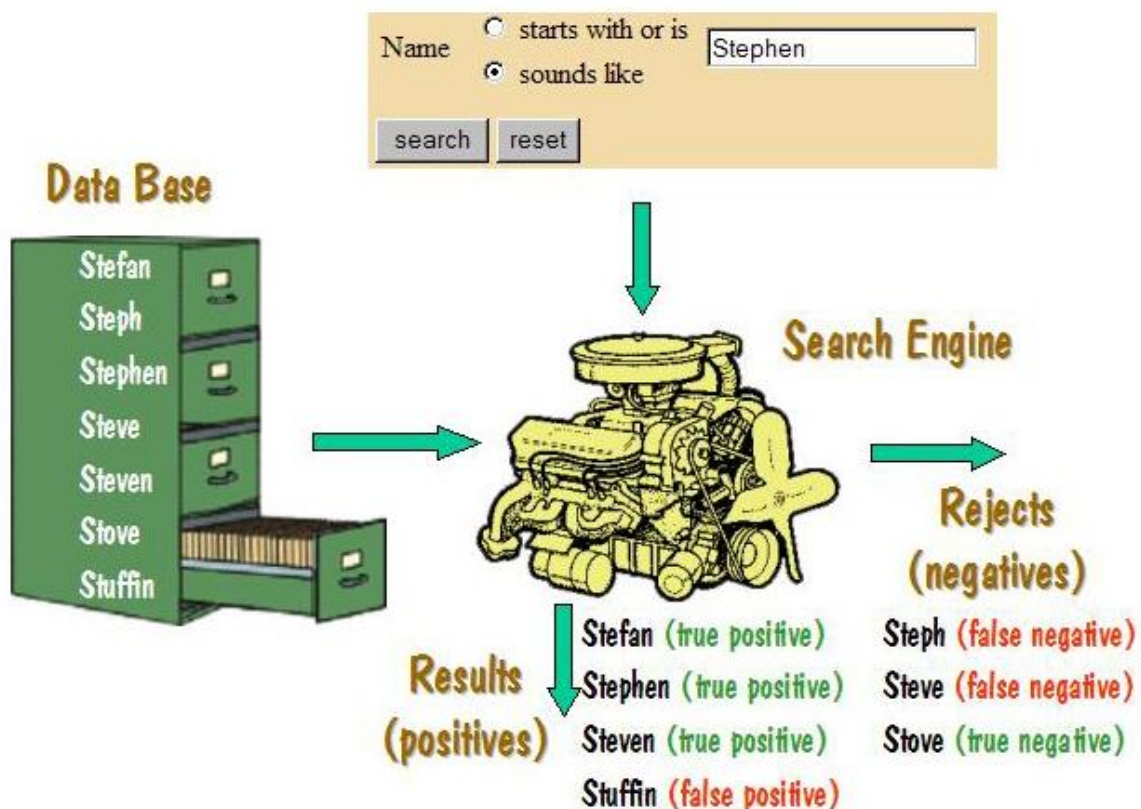 Name
starts with or is
sounds like
Stephen
search reset
Data Base
Stefan
Steph
Stephen
Steve
Steven
Stove
Stuffin
Search Engine
Rejects
(negatives)
Steph (false negative)
Steve (false negative)
Stove (true negative)
Results
(positives)
Stefan (true positive)
Stephen (true positive)
Steven (true positive)
Stuffin (false positive)